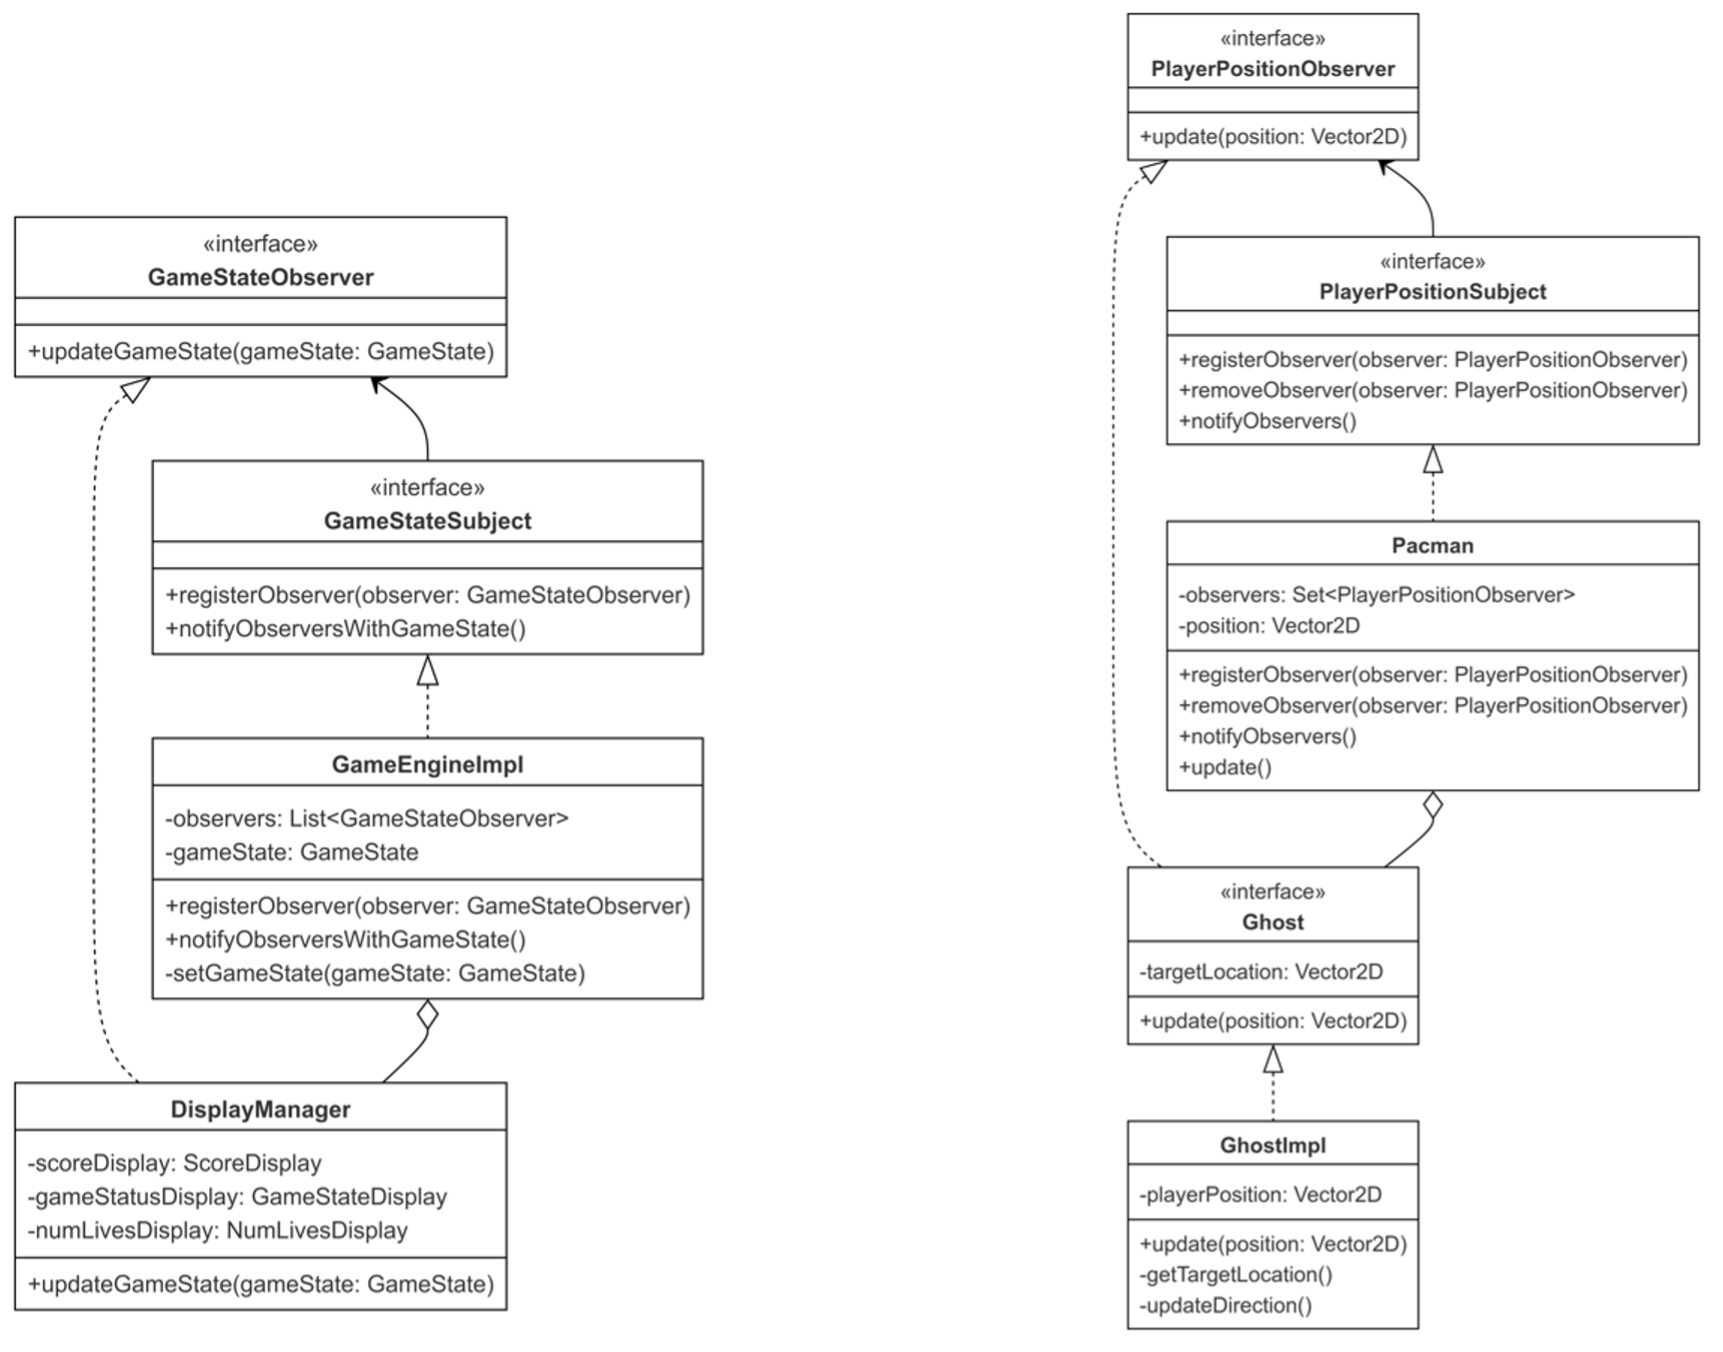 «interface»
GameStateObserver
+updateGameState(gameState: GameState)
«interface»
GameStateSubject
+registerObserver(observer: GameStateObserver)
+notifyObserversWithGameState()
GameEngineImpl
-observers: List<GameStateObserver>
-gameState: GameState
+registerObserver(observer: GameStateObserver)
+notifyObserversWithGameState()
-setGameState(gameState: GameState)
DisplayManager
-scoreDisplay: ScoreDisplay
-gameStatusDisplay: GameStateDisplay
-numLivesDisplay: NumLivesDisplay
+updateGameState(gameState: GameState)
«interface»
PlayerPositionObserver
+update(position: Vector2D)
«interface»
PlayerPositionSubject
+registerObserver(observer: PlayerPositionObserver)
+removeObserver(observer: PlayerPositionObserver)
+notifyObservers()
Pacman
-observers: Set<PlayerPositionObserver>
-position: Vector2D
+registerObserver(observer: PlayerPositionObserver)
+removeObserver(observer: PlayerPositionObserver)
+notifyObservers()
+update()
«interface»
Ghost
-targetLocation: Vector2D
+update(position: Vector2D)
GhostImpl
-playerPosition: Vector2D
+update(position: Vector2D)
-getTargetLocation()
-updateDirection()